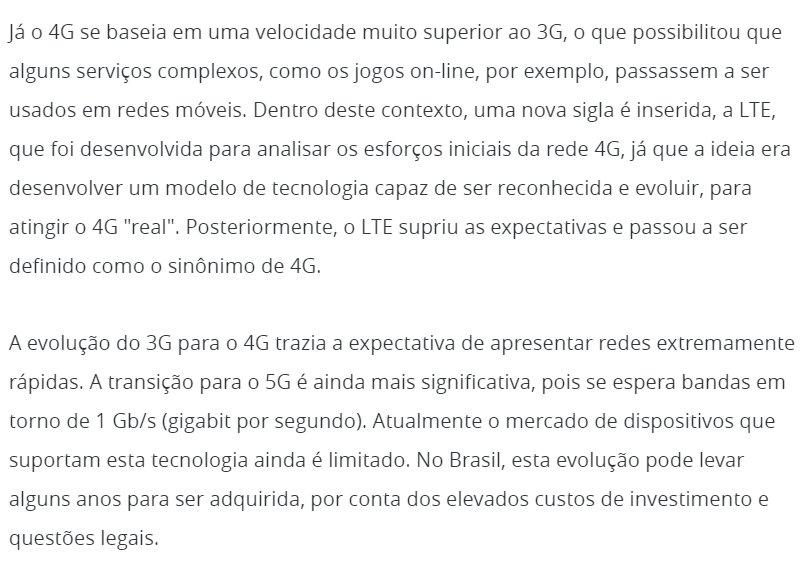 Já o 4G se baseia em uma velocidade muito superior ao 3G, o que possibilitou que
alguns serviços complexos, como os jogos on-line, por exemplo, passassem a ser
usados em redes móveis. Dentro deste contexto, uma nova sigla é inserida, a LTE,
que foi desenvolvida para analisar os esforços iniciais da rede 4G, já que a ideia era
desenvolver um modelo de tecnologia capaz de ser reconhecida e evoluir, para
atingir o 4G "real". Posteriormente, o LTE supriu as expectativas e passou a ser
definido como o sinônimo de 4G.
A evolução do 3G para o 4G trazia a expectativa de apresentar redes extremamente
rápidas. A transição para o 5G é ainda mais significativa, pois se espera bandas em
torno de 1 Gb/s (gigabit por segundo). Atualmente o mercado de dispositivos que
suportam esta tecnologia ainda é limitado. No Brasil, esta evolução pode levar
alguns anos para ser adquirida, por conta dos elevados custos de investimento e
questões legais.